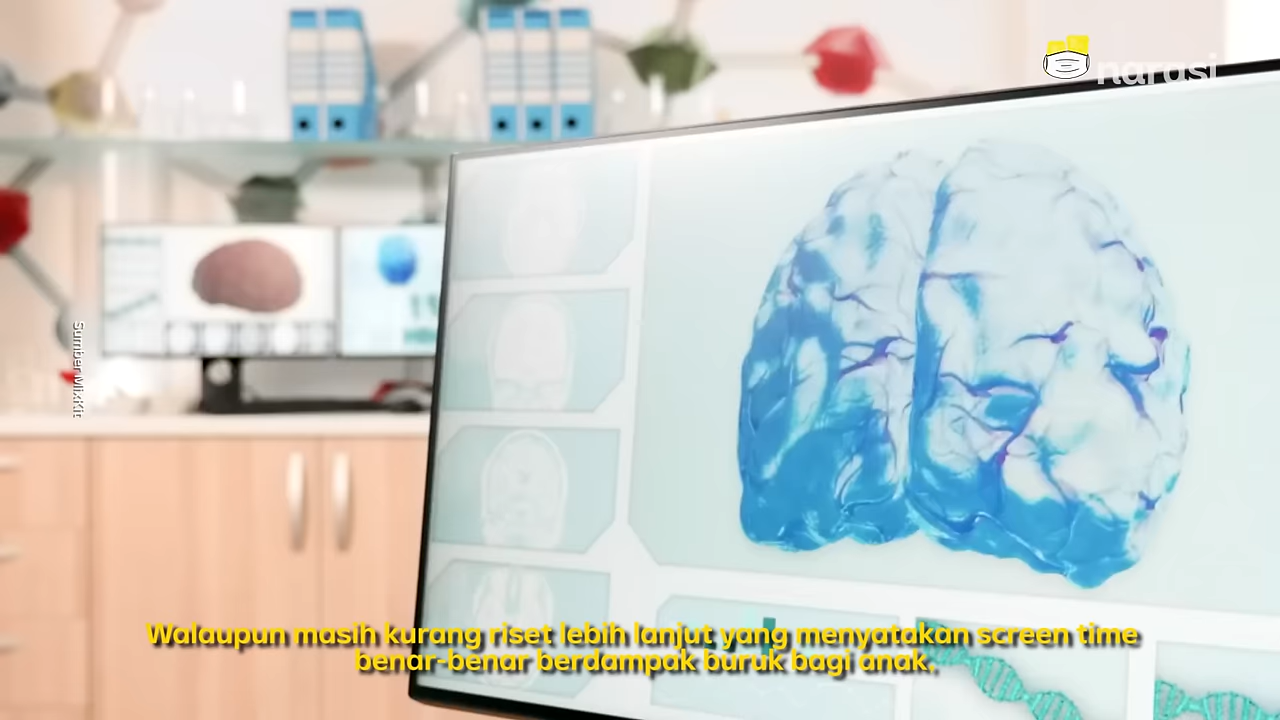 narasi
Sumber Mixkit
Walaupun masih kurang riset lebih lanjut yang menyatakan screen time
benar-benar berdampak buruk bagi anak.